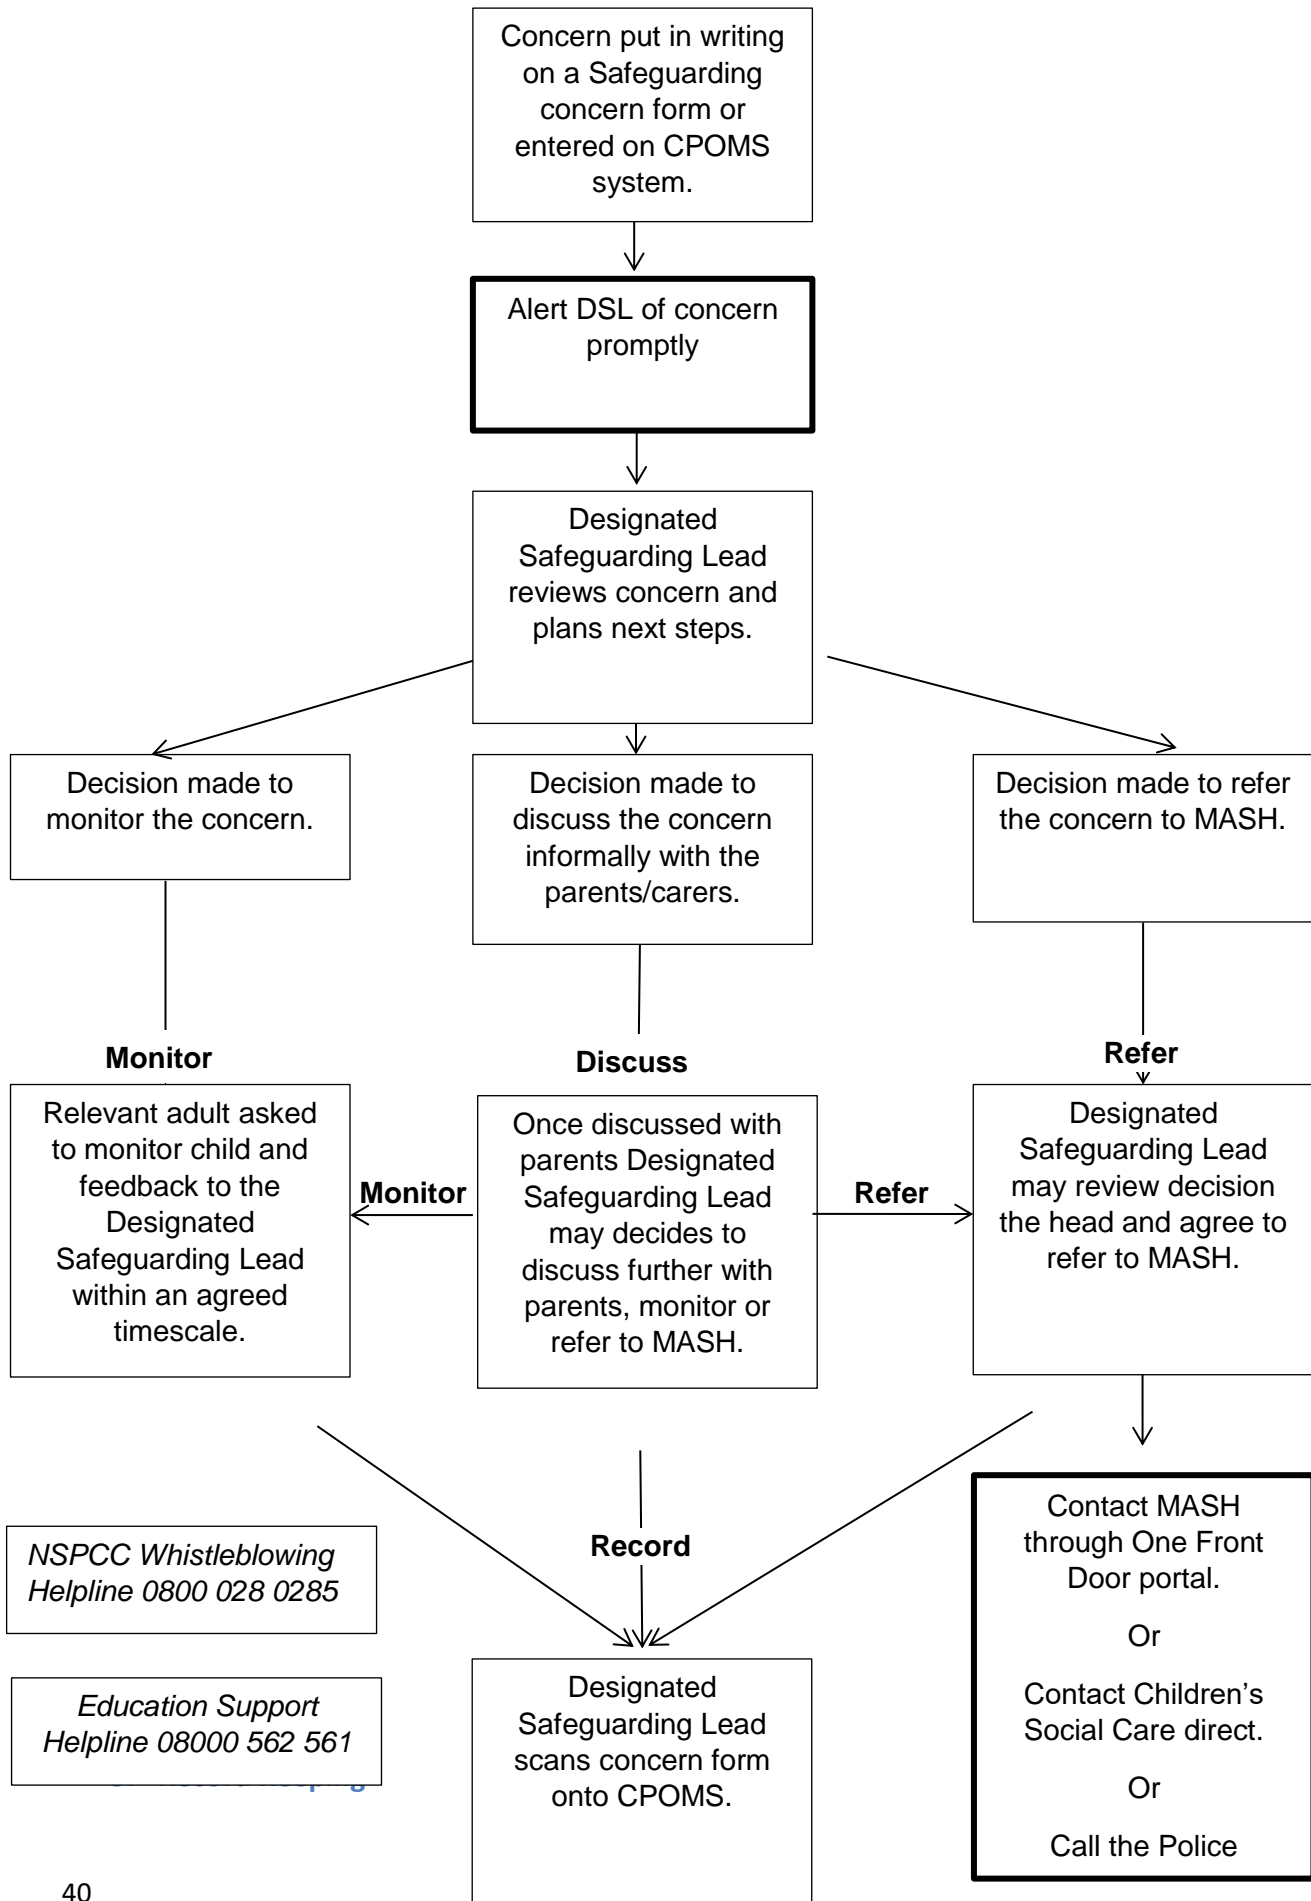 Concern put in writing
on a Safeguarding
concern form or
entered on CPOMS
system.
Alert DSL of concern
promptly
Designated
Safeguarding Lead
reviews concern and
plans next steps.
Decision made to
monitor the concern.
Decision made to
discuss the concern
informally with the
parents/carers.
Decision made to refer
the concern to MASH.
Monitor
Discuss
Refer
Relevant adult asked
to monitor child and
feedback to the
Designated
Safeguarding Lead
within an agreed
timescale.
Monitor
Once discussed with
parents Designated
Safeguarding Lead
may decides to
discuss further with
parents, monitor or
refer to MASH.
Refer
Designated
Safeguarding Lead
may review decision
the head and agree to
refer to MASH.
Record
NSPCC Whistleblowing
Helpline 0800 028 0285
Education Support
Helpline 08000 562 561
Designated
Safeguarding Lead
scans concern form
onto CPOMS.
Contact MASH
through One Front
Door portal.
Or
Contact Children’s
Social Care direct.
Or
Call the Police
40